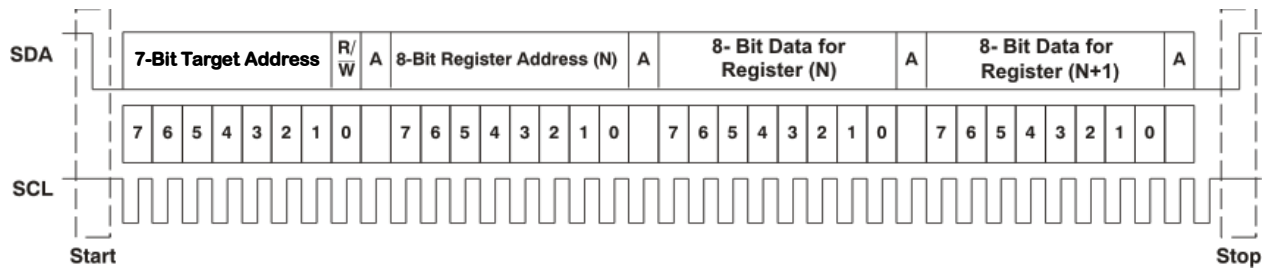 SDA
7-Bit Target Address
R/
W
A
8-Bit Register Address (N)
A
8- Bit Data for
Register (N)
A
8- Bit Data for
Register (N+1)
A
7 6 5 4 3 2 1 0 7 6 5 4 3 2 1 0 7 6 5 4 3 2 1 0 7 6 5 4 3 2 1 0
SCL
Start
Stop